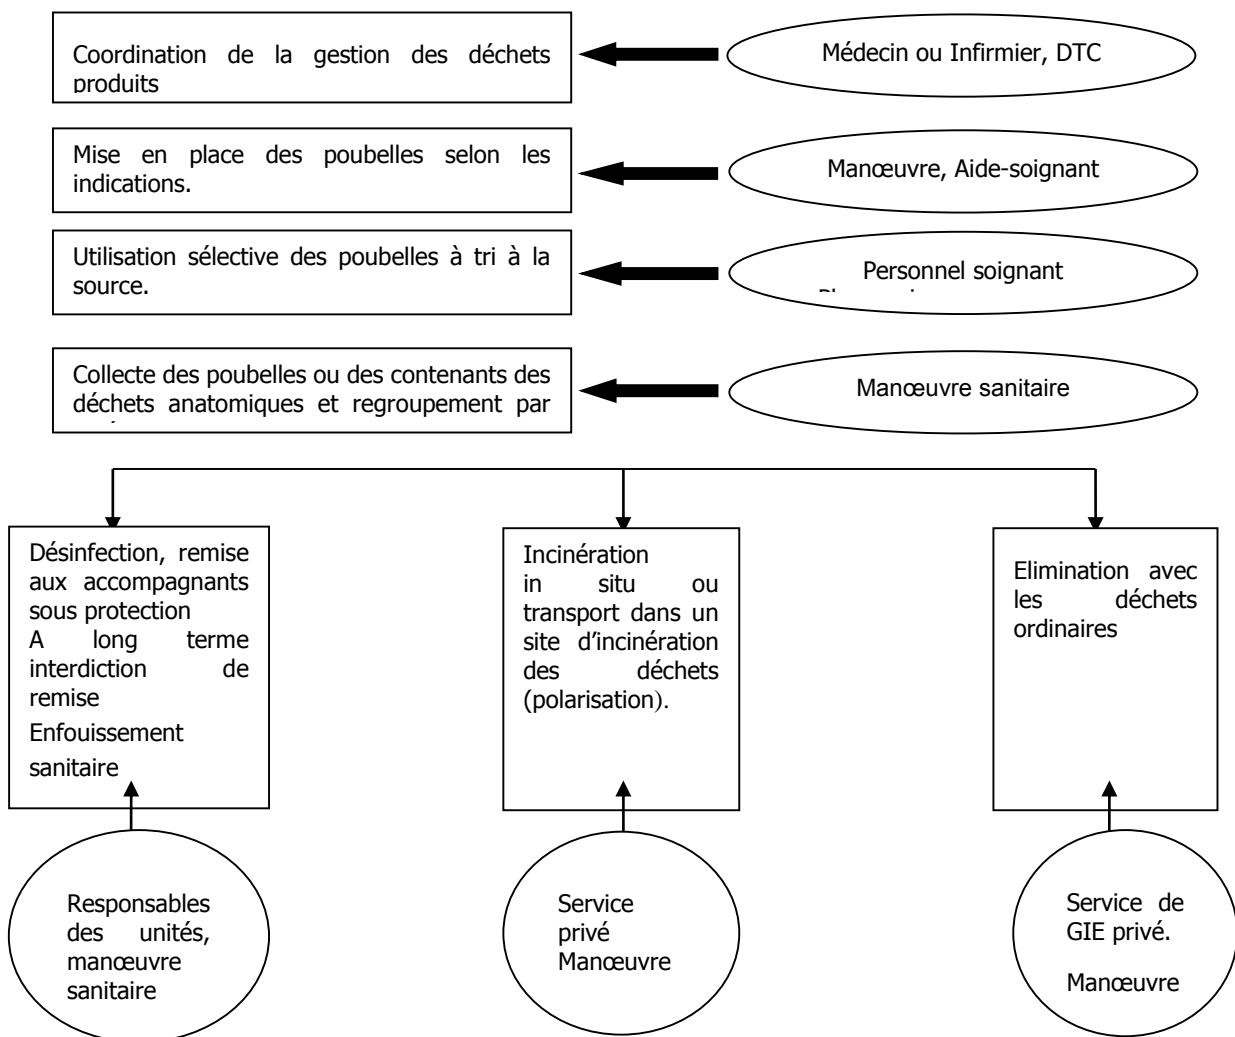 Coordination de la gestion des déchets
produits
Médecin ou Infirmier, DTC
Mise en place des poubelles selon les
indications.
Manœuvre, Aide-soignant
Utilisation sélective des poubelles à tri à la
source.
Personnel soignant
Collecte des poubelles ou des contenants des
déchets anatomiques et regroupement par
Manœuvre sanitaire
Désinfection, remise
aux accompagnants
sous protection
A long terme
interdiction de
remise
Enfouissement
sanitaire
Incinération
in situ ou
transport dans un
site d’incinération
des déchets
(polarisation).
Elimination avec
les déchets
ordinaires
Responsables
des unités,
manœuvre
sanitaire
Service
privé
Manœuvre
Service de
GIE privé.
Manœuvre